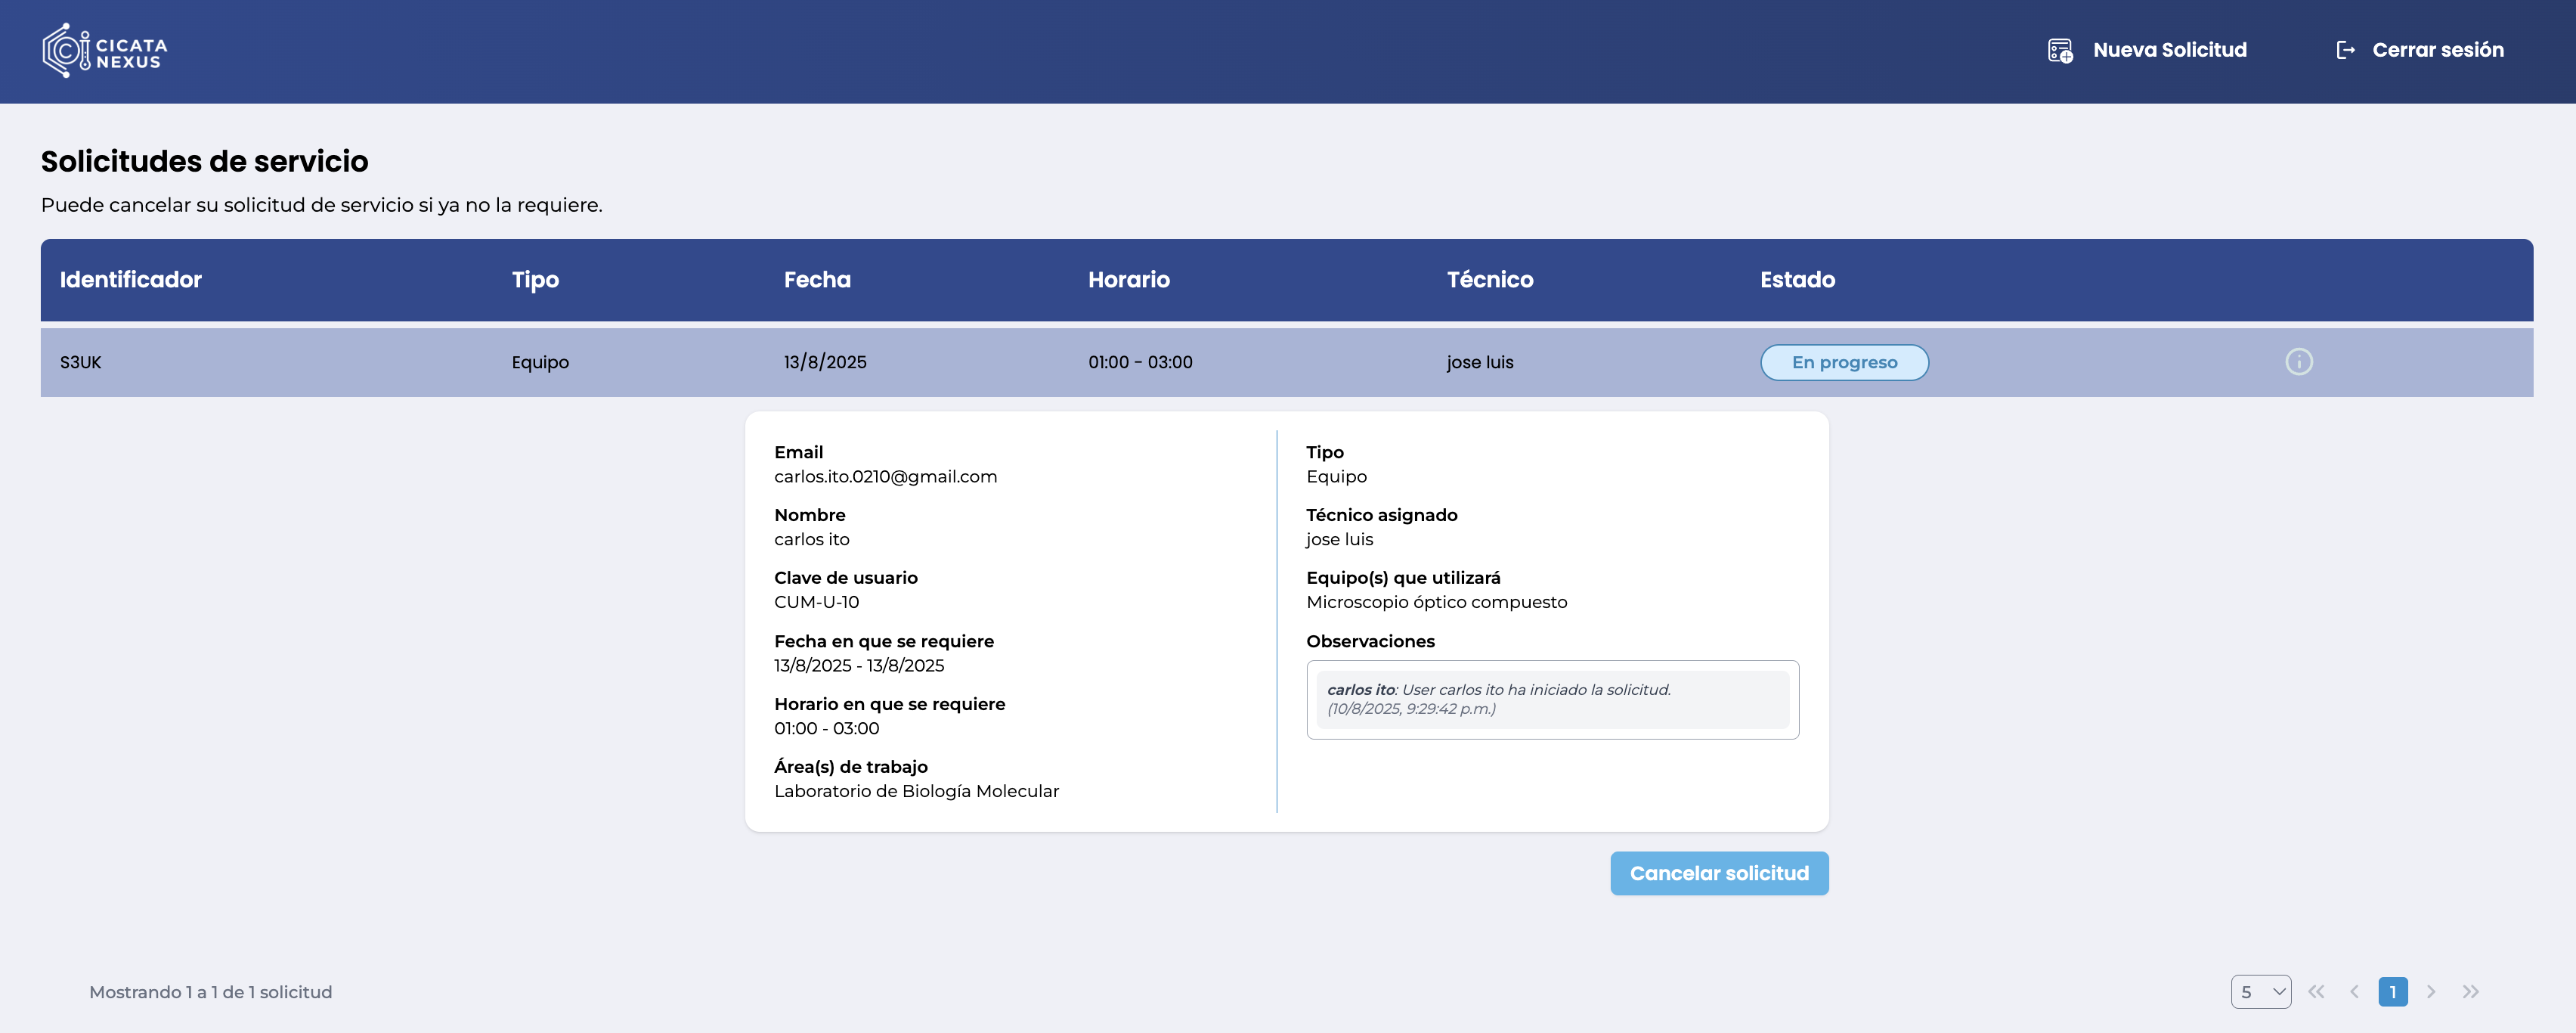 CICATA
NEXUS
Nueva Solicitud
Cerrar sesión
Solicitudes de servicio
Puede cancelar su solicitud de servicio si ya no la requiere.
Identificador Tipo Fecha Horario Técnico Estado
S3UK Equipo 13/8/2025 01:00 - 03:00 jose luis En progreso
Email
carlos.ito.0210@gmail.com
Nombre
carlos ito
Clave de usuario
CUM-U-10
Fecha en que se requiere
13/8/2025 - 13/8/2025
Horario en que se requiere
01:00 - 03:00
Área(s) de trabajo
Laboratorio de Biología Molecular
Tipo
Equipo
Técnico asignado
jose luis
Equipo(s) que utilizará
Microscopio óptico compuesto
Observaciones
carlos ito: User carlos ito ha iniciado la solicitud.
(10/8/2025, 9:29:42 p.m.)
Cancelar solicitud
Mostrando 1 a 1 de 1 solicitud
5
1